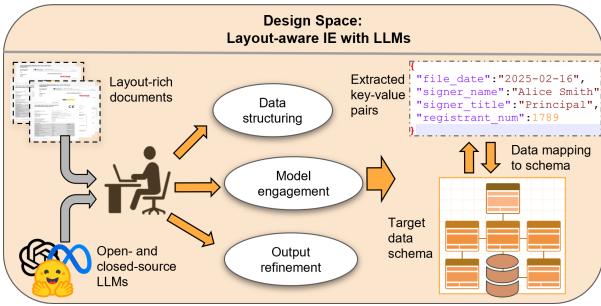 Design Space:
Layout-aware IE with LLMs
Layout-rich
documents
Open- and
closed-source
LLMs
Data
structuring
Model
engagement
Output
refinement
Extracted
key-value
pairs
{
"file_date":"2025-02-16",
"signer_name":"Alice Smith"
"signer_title":"Principal",
"registrant_num":1789
}
Data mapping
to schema
Target
data
schema